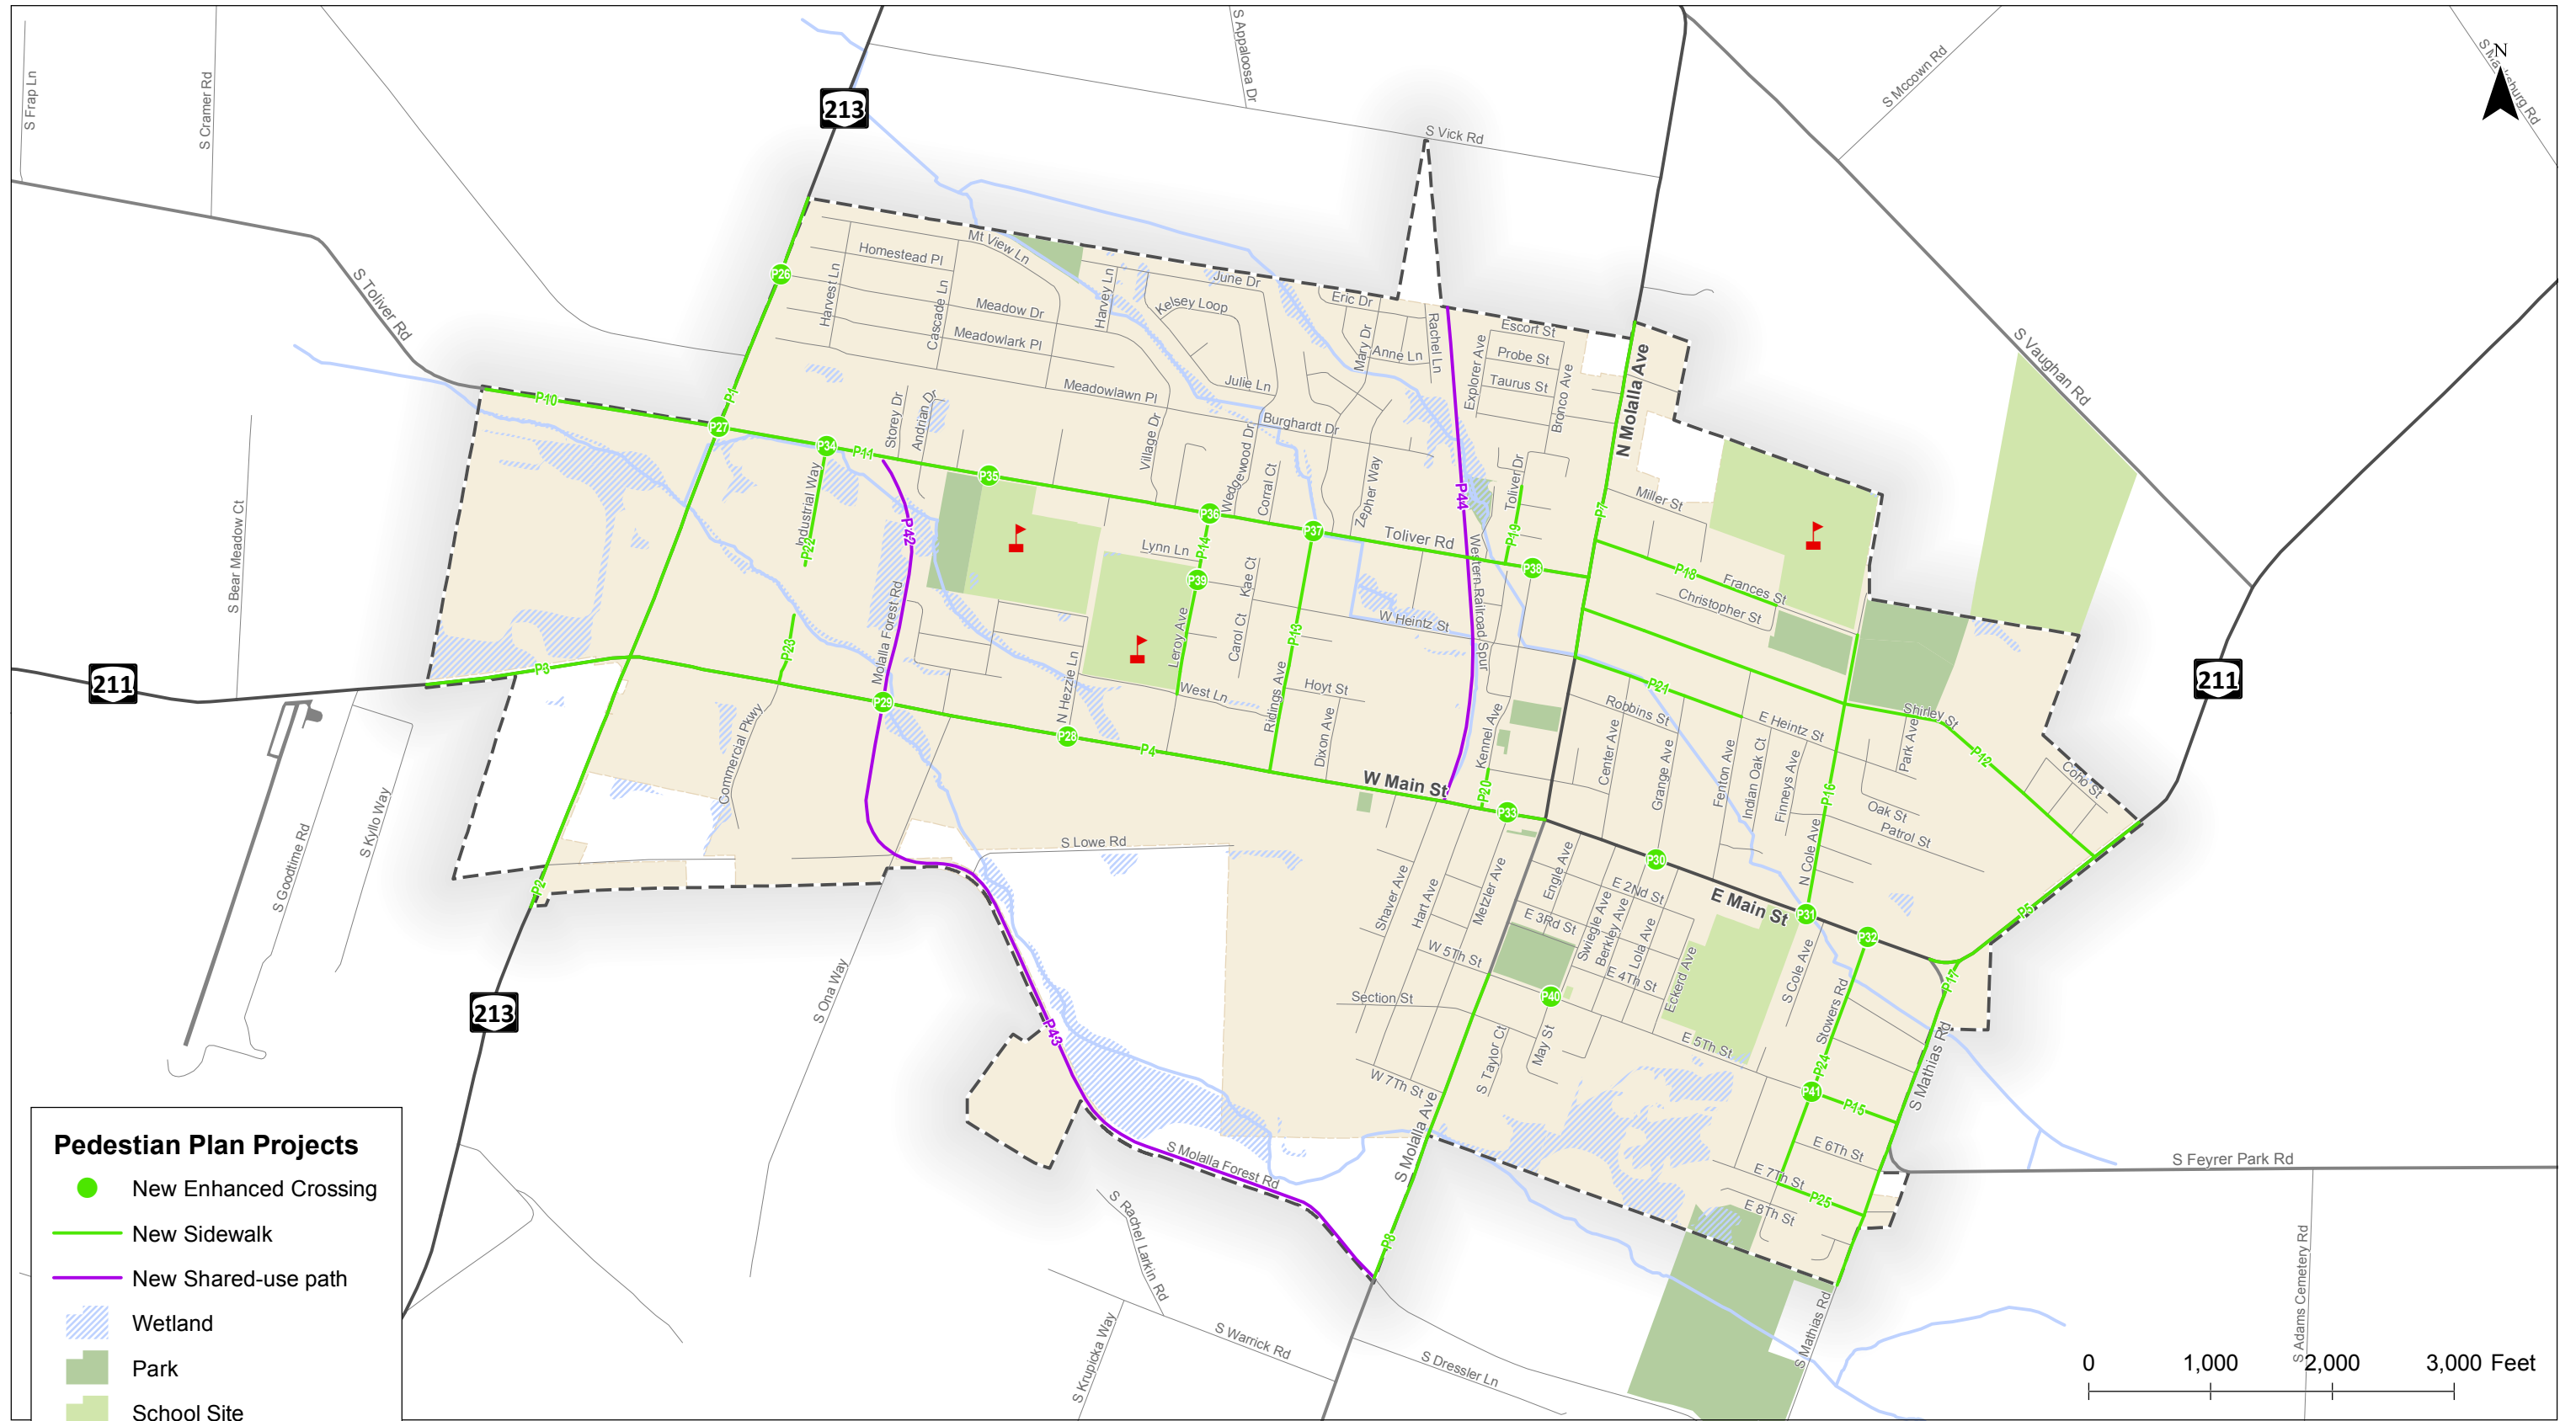 S Frap Ln
S Cramer Rd
213
S Appaloosa Dr
S Vick Rd
S Mccown Rd
N
S Toliver Rd
S Vaughan Rd
P26
Homestead Pl
Mt View Ln
Harvest Ln
Cascade Ln
Meadow Dr
Meadowlark Pl
Harvey Ln
June Dr
Kelsey Loop
Julie Ln
Eric Dr
Mary Dr
Anne Ln
Rachel Ln
Explorer Ave
Escort St
Probe St
Taurus St
Bronco Ave
N Molalla Ave
P10
P1
P27
P34
P11
Storey Dr
Andrian Dr
Meadowlawn Pl
Village Dr
Burghardt Dr
Wedgewood Dr
Corral Ct
Zepher Way
P44
Toliver Dr
P19
P7
Miller St
S Bear Meadow Ct
Industrial Way
P22
P42
P35
P36
P37
Toliver Rd
P38
Lynn Ln
P14
P39
Kae Ct
P13
Western Railroad Spur
W Heintz St
P18
Frances St
Christopher St
211
P3
P23
Molalla Forest Rd
Leroy Ave
Carol Ct
N Hezzie Ln
West Ln
Ridings Ave
Hoyt St
Dixon Ave
Kennel Ave
P21
Robbins St
E Heintz St
Shirley St
Park Ave
P12
Coho St
211
P29
P28
P4
W Main St
P20
P33
Center Ave
Grange Ave
Fenton Ave
Indian Oak Ct
Finneys Ave
P16
N Cole Ave
Oak St
Patrol St
Commercial Pkwy
S Goodtime Rd
S Kyllo Way
P2
S Lowe Rd
Shaver Ave
Hart Ave
Metzler Ave
Engle Ave
P30
E 2Nd St
E 3Rd St
Swiegle Ave
Berkley Ave
Lola Ave
E 4Th St
Eckerd Ave
E Main St
P31
P32
P5
P17
S Cole Ave
Stowers Rd
213
S Ona Way
P43
W 5Th St
Section St
P40
May St
S Taylor Ct
W 7Th St
E 5Th St
P24
P41
P15
S Mathias Rd
E 6Th St
E 7Th St
P25
E 8Th St
S Molalla Ave
P8
S Molalla Forest Rd
S Feyrer Park Rd
S Rachel Larkin Rd
S Krupicka Way
S Warrick Rd
S Dressler Ln
S Mathias Rd
S Adams Cemetery Rd
Pedestian Plan Projects
New Enhanced Crossing
New Sidewalk
New Shared-use path
Wetland
Park
School Site
0 1,000 2,000 3,000 Feet